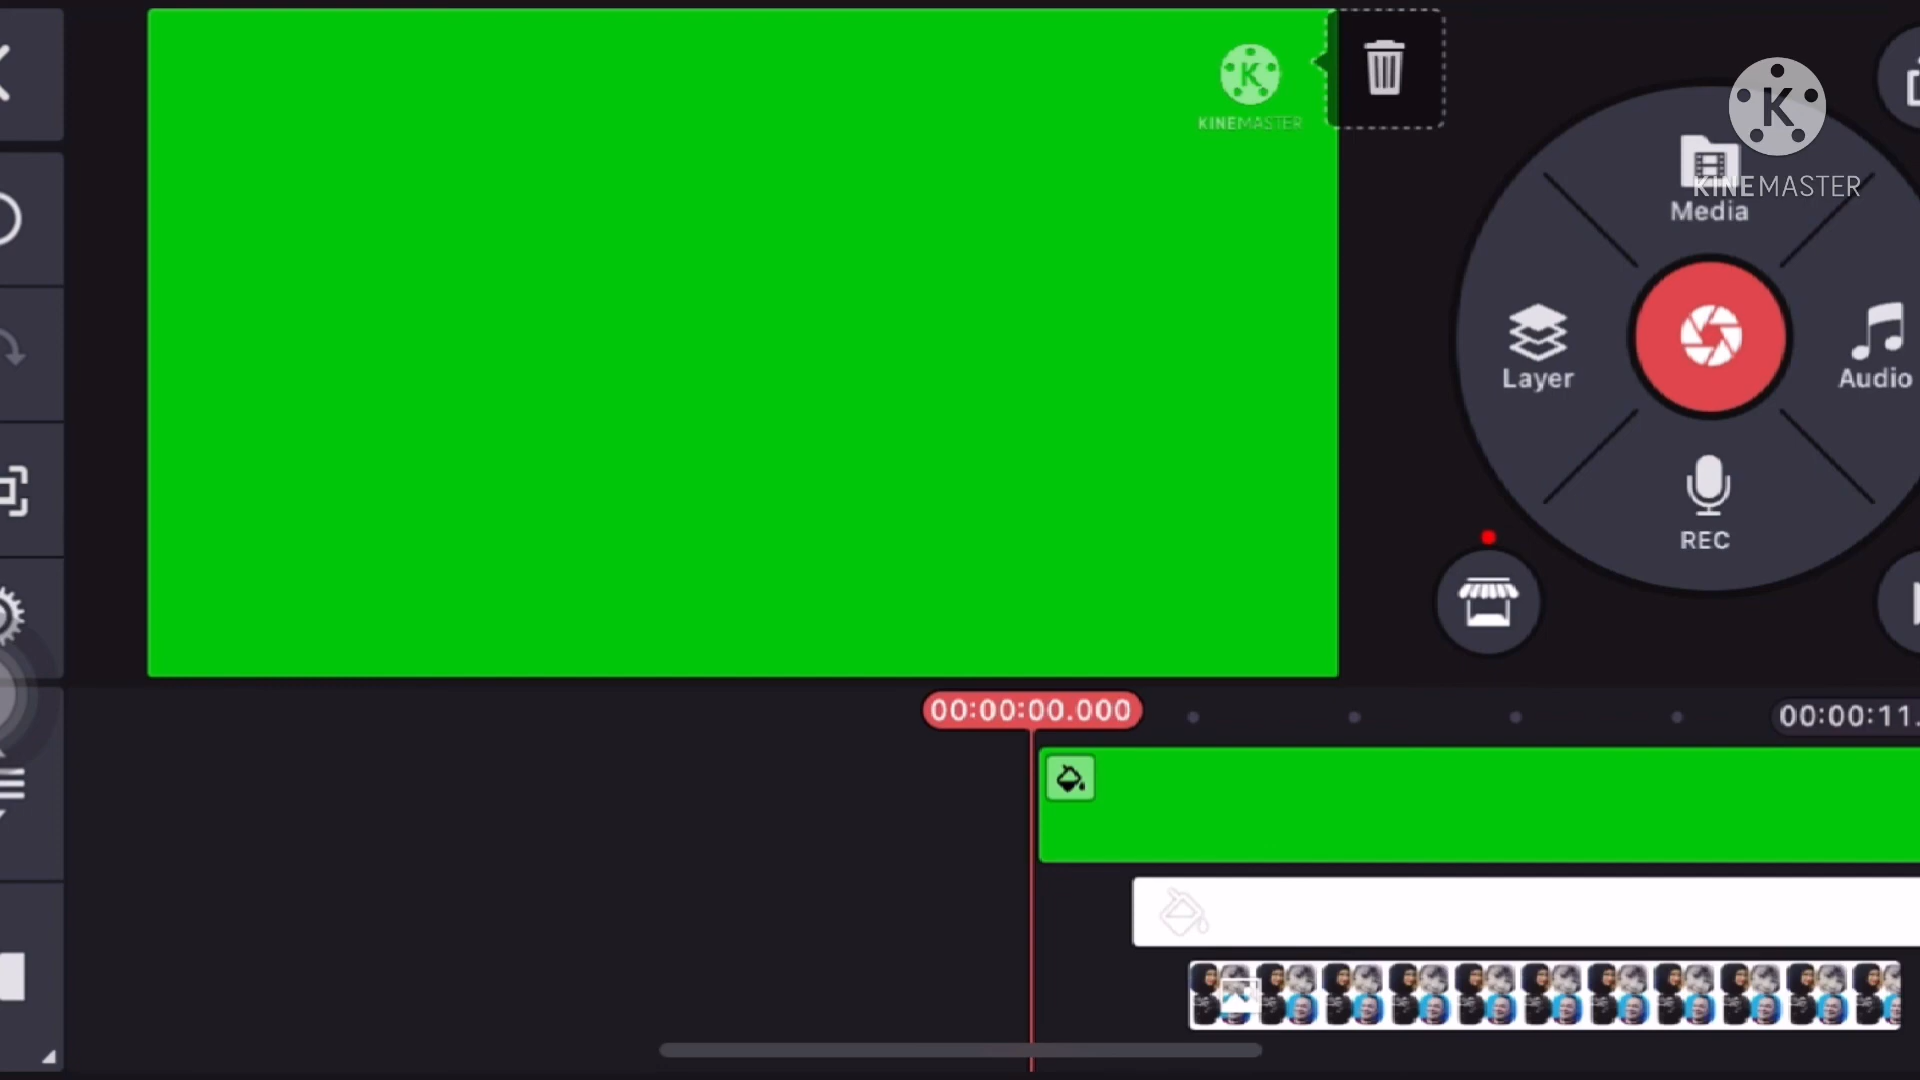 KINEMASTER
KINEMASTER
Media
Layer
Audio
REC
00:00:00.000
00:00:11.